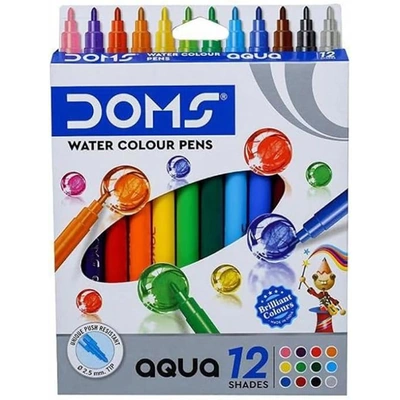 WATER COLOUR PENS
AQUA
12
DOMS®
WATER COLOUR PENS
Brilliant
Colours
UNIQUE PUSH RESISTANT
Ø 2.5 mm. TIP
AQUA 12
SHADES